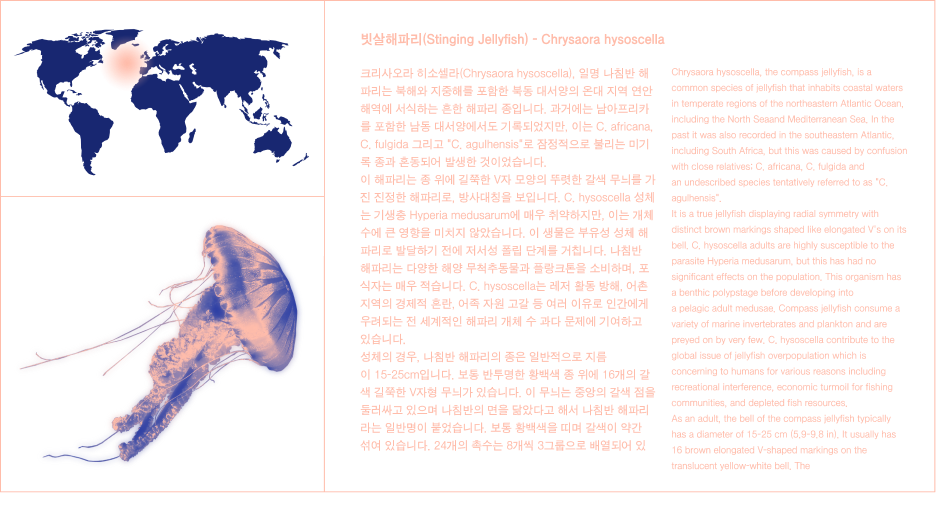 빗살해파리(Stinging Jellyfish) - Chrysaora hysoscella
크리사오라 히소셀라(Chrysaora hysoscella), 일명 나침반 해
파리는 북해와 지중해를 포함한 북동 대서양의 온대 지역 연안
해역에 서식하는 흔한 해파리 종입니다. 과거에는 남아프리카
를 포함한 남동 대서양에서도 기록되었지만, 이는 C. africana,
C. fulgida 그리고 "C. agulhensis"로 잠정적으로 불리는 미기
록 종과 혼동되어 발생한 것이었습니다.
이 해파리는 종 위에 길쭉한 V자 모양의 뚜렷한 갈색 무늬를 가
진 진정한 해파리로, 방사대칭을 보입니다. C. hysoscella 성체
는 기생충 Hyperia medusarum에 매우 취약하지만, 이는 개체
수에 큰 영향을 미치지 않았습니다. 이 생물은 부유성 성체 해
파리로 발달하기 전에 저서성 폴립 단계를 거칩니다. 나침반
해파리는 다양한 해양 무척추동물과 플랑크톤을 소비하며, 포
식자는 매우 적습니다. C. hysoscella는 레저 활동 방해, 어촌
지역의 경제적 혼란, 어족 자원 고갈 등 여러 이유로 인간에게
우려되는 전 세계적인 해파리 개체 수 과다 문제에 기여하고
있습니다.
성체의 경우, 나침반 해파리의 종은 일반적으로 지름
이 15-25cm입니다. 보통 반투명한 황백색 종 위에 16개의 갈
색 길쭉한 V자형 무늬가 있습니다. 이 무늬는 중앙의 갈색 점을
둘러싸고 있으며 나침반의 면을 닮았다고 해서 나침반 해파리
라는 일반명이 붙었습니다. 보통 황백색을 띠며 갈색이 약간
섞여 있습니다. 24개의 촉수는 8개씩 3그룹으로 배열되어 있
Chrysaora hysoscella, the compass jellyfish, is a
common species of jellyfish that inhabits coastal waters
in temperate regions of the northeastern Atlantic Ocean,
including the North Seaand Mediterranean Sea. In the
past it was also recorded in the southeastern Atlantic,
including South Africa, but this was caused by confusion
with close relatives; C. africana, C. fulgida and
an undescribed species tentatively referred to as "C.
agulhensis".
It is a true jellyfish displaying radial symmetry with
distinct brown markings shaped like elongated V's on its
bell. C. hysoscella adults are highly susceptible to the
parasite Hyperia medusarum, but this has had no
significant effects on the population. This organism has
a benthic polypstage before developing into
a pelagic adult medusae. Compass jellyfish consume a
variety of marine invertebrates and plankton and are
preyed on by very few. C. hysoscella contribute to the
global issue of jellyfish overpopulation which is
concerning to humans for various reasons including
recreational interference, economic turmoil for fishing
communities, and depleted fish resources.
As an adult, the bell of the compass jellyfish typically
has a diameter of 15-25 cm (5.9-9.8 in). It usually has
16 brown elongated V-shaped markings on the
translucent yellow-white bell. The